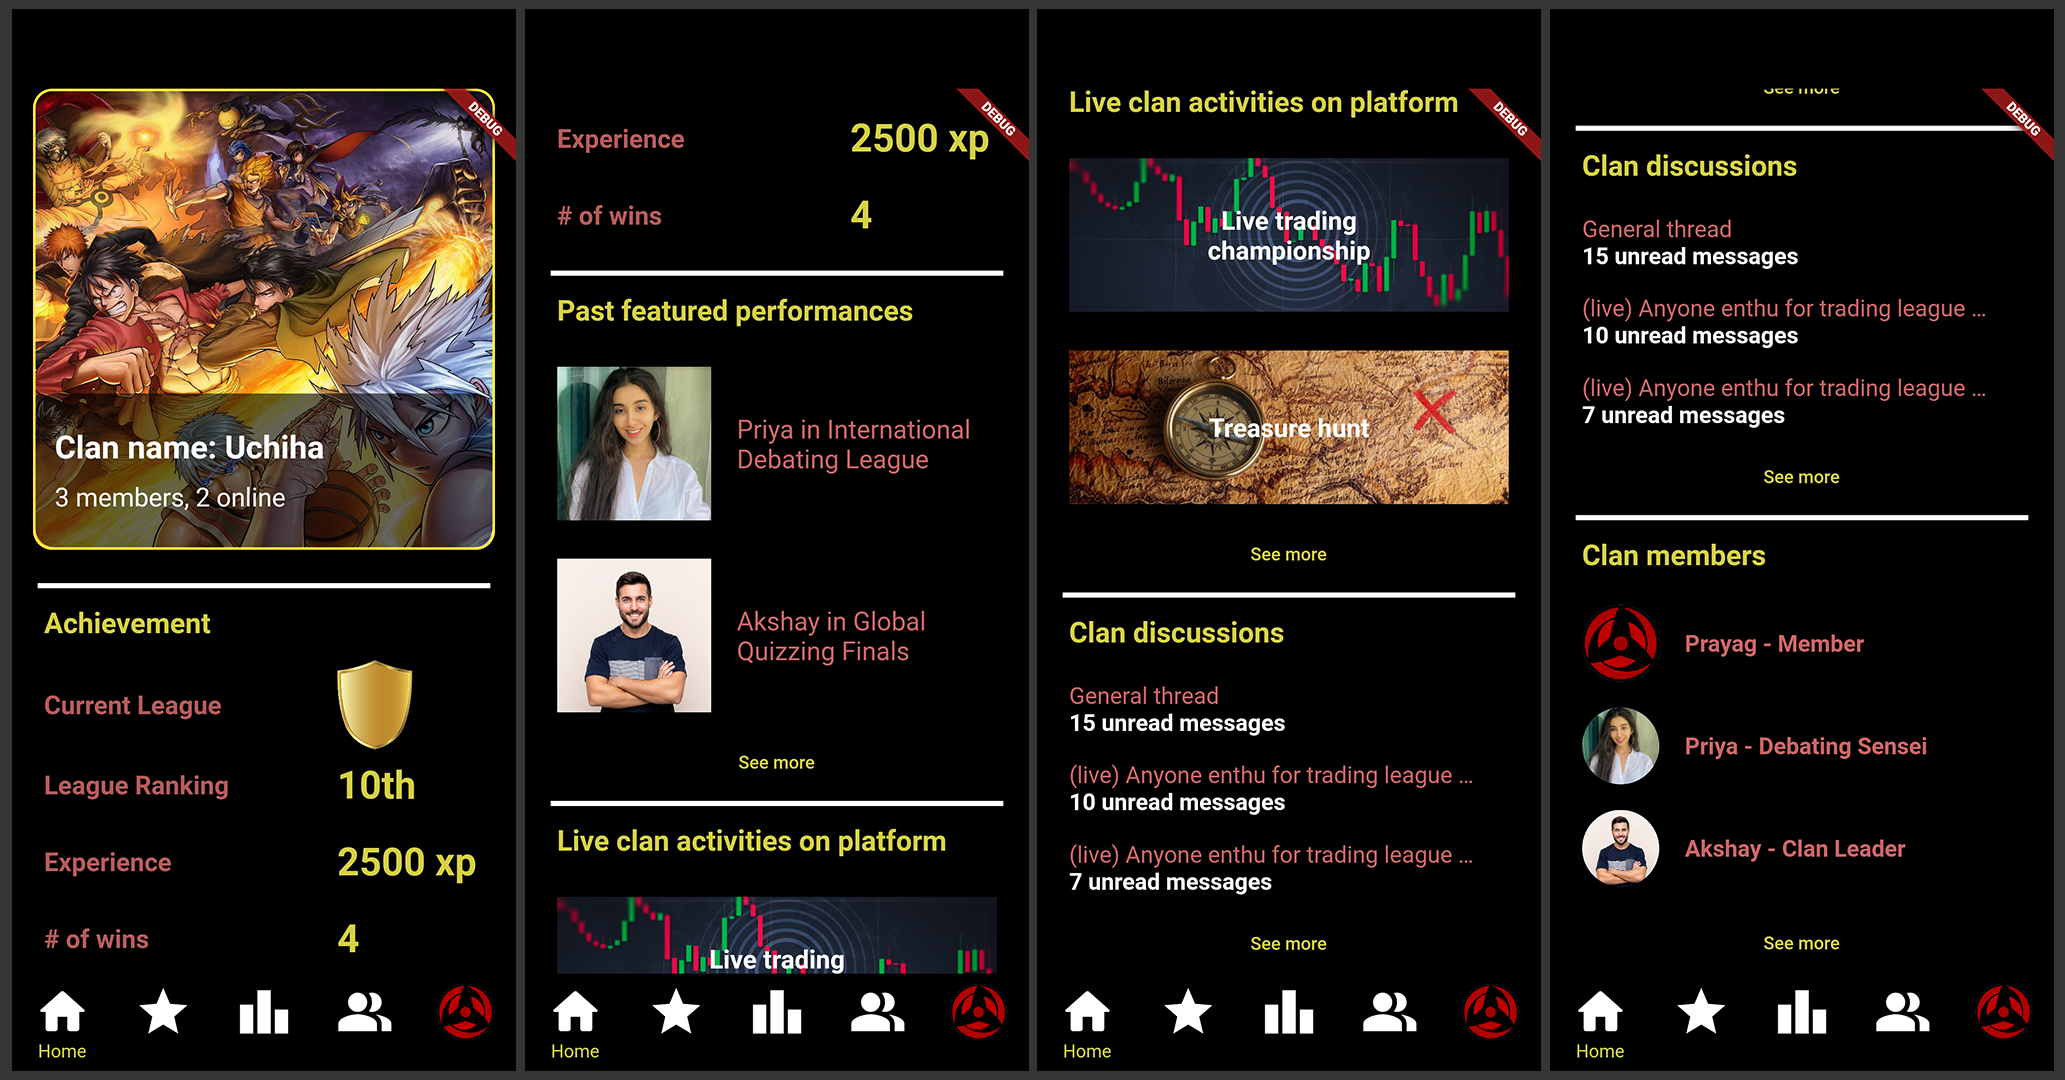 DEBUG
Clan name: Uchiha
3 members, 2 online
Achievement
Current League
League Ranking
10th
Experience
2500 xp
# of wins
4
Home
DEBUG
Experience
2500 xp
# of wins
4
Past featured performances
Priya in International
Debating League
Akshay in Global
Quizzing Finals
See more
Live clan activities on platform
Live trading
Home
Live clan activities on platform
DEBUG
Live trading
championship
Treasure hunt
See more
Clan discussions
General thread
15 unread messages
(live) Anyone enthu for trading league ...
10 unread messages
(live) Anyone enthu for trading league ...
7 unread messages
See more
Home
See more
DEBUG
Clan discussions
General thread
15 unread messages
(live) Anyone enthu for trading league ...
10 unread messages
(live) Anyone enthu for trading league ...
7 unread messages
See more
Clan members
Prayag - Member
Priya - Debating Sensei
Akshay - Clan Leader
See more
Home